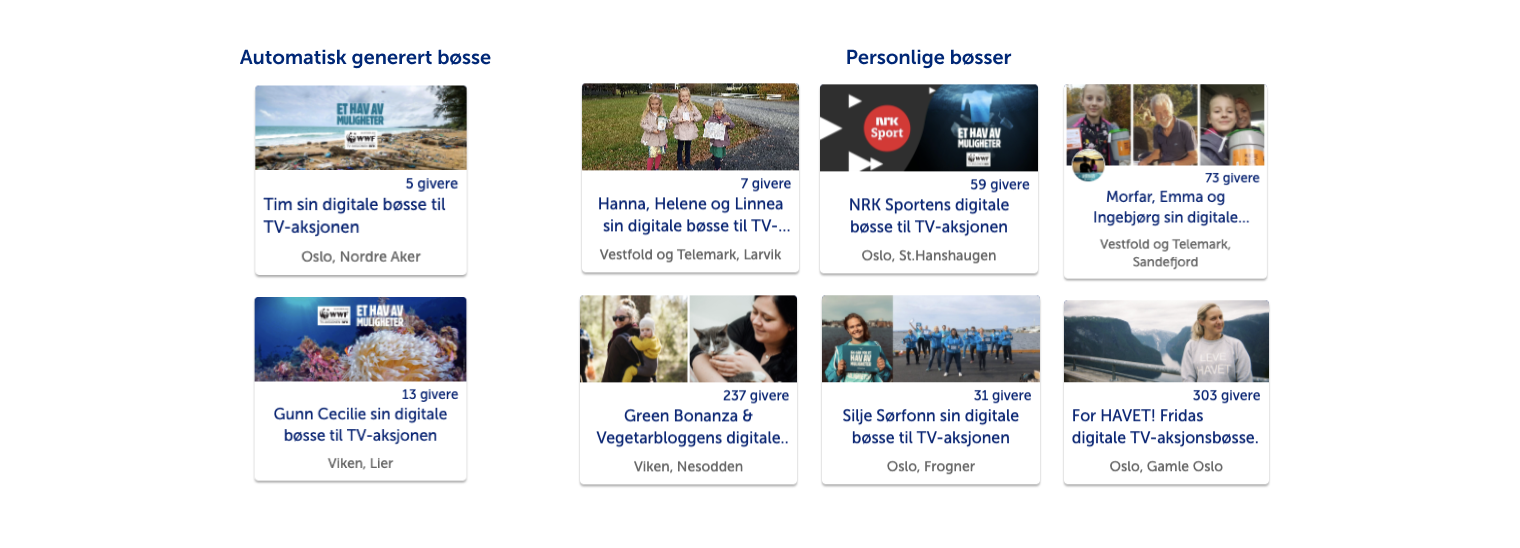 Automatisk generert bøsse
Personlige bøsser
ET HAV AV
MULIGHETER
WWF
5 givere
Tim sin digitale bøsse til
TV-aksjonen
Oslo, Nordre Aker
7 givere
Hanna, Helene og Linnea
sin digitale bøsse til TV-...
Vestfold og Telemark, Larvik
NRK
Sport
ET HAV AV
MULIGHETER
WWF
59 givere
NRK Sportens digitale
bøsse til TV-aksjonen
Oslo, St.Hanshaugen
73 givere
Morfar, Emma og
Ingebjørg sin digitale...
Vestfold og Telemark,
Sandefjord
WWF
ET HAV AV
MULIGHETER
13 givere
Gunn Cecilie sin digitale
bøsse til TV-aksjonen
Viken, Lier
237 givere
Green Bonanza &
Vegetarbloggens digitale..
Viken, Nesodden
HAV AV
MULIGHETER
31 givere
Silje Sørfonn sin digitale
bøsse til TV-aksjonen
Oslo, Frogner
LEVE
HAVET
303 givere
For HAVET! Fridas
digitale TV-aksjonsbøsse.
Oslo, Gamle Oslo